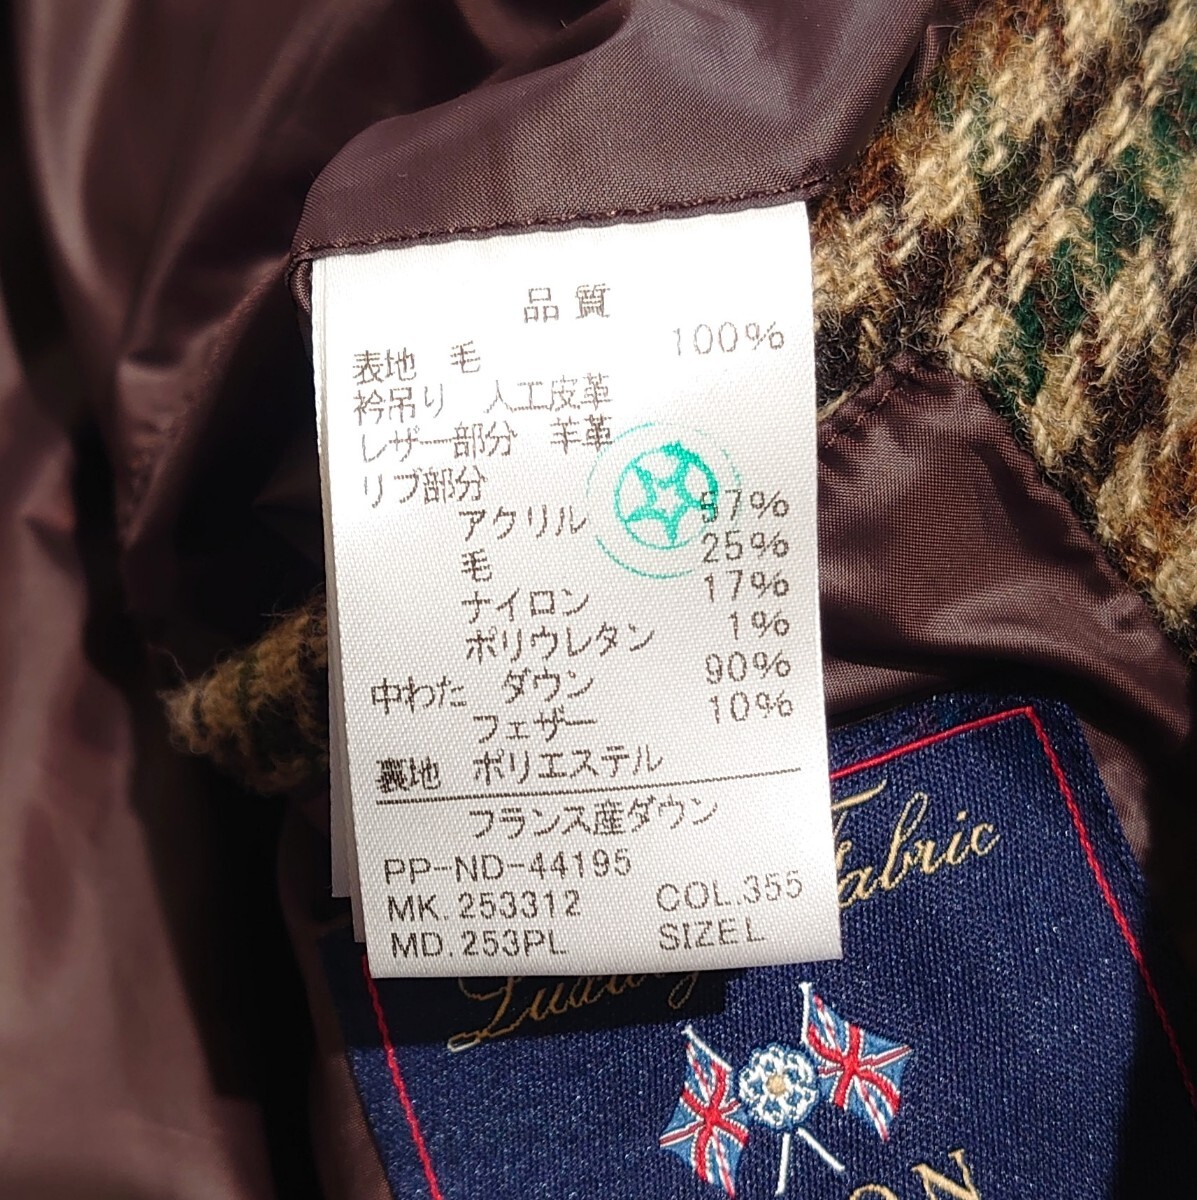 品質
表地 毛 100%
衿吊り 人工皮革
レザー部分 羊革
リブ部分
アクリル 57%
毛 25%
ナイロン 17%
ポリウレタン 1%
中わた ダウン 90%
フェザー 10%
裏地 ポリエステル
フランス産ダウン
PP-ND-44195
MK.253312 COL.355
MD.253PL SIZE L
Fabric